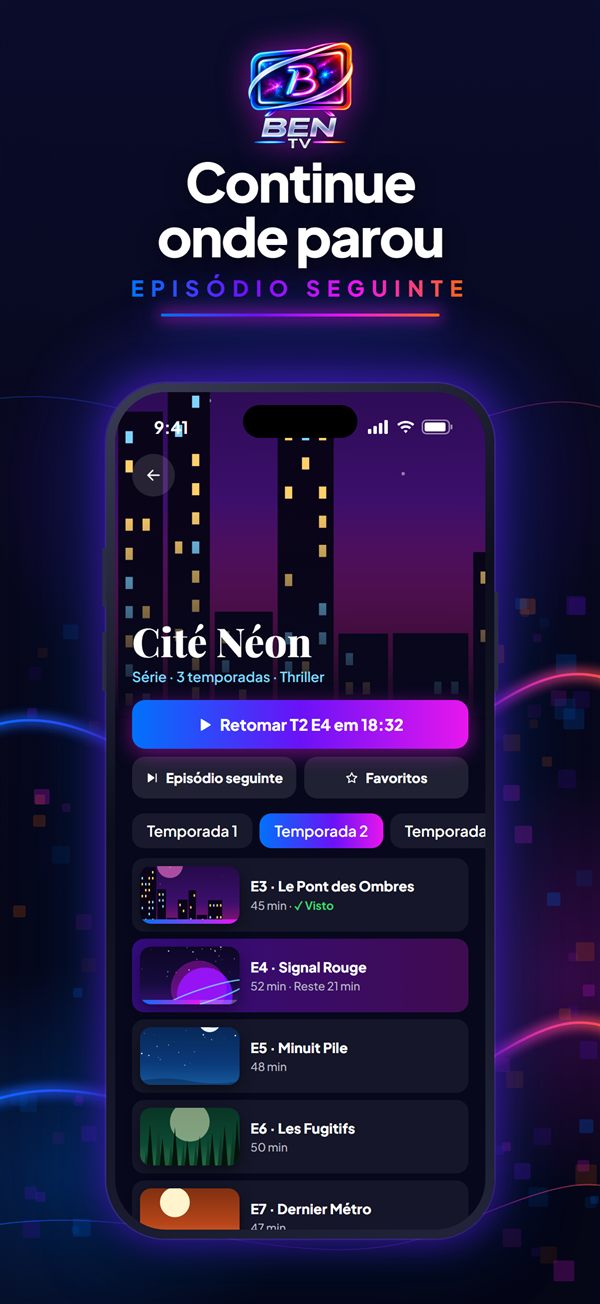 B
BEN
TV
Continue
onde parou
EPISÓDIO SEGUINTE
9:41
Cité Néon
Série · 3 temporadas · Thriller
Retomar T2 E4 em 18:32
Episódio seguinte
Favoritos
Temporada 1
Temporada 2
Temporada
E3 · Le Pont des Ombres
45 min · ✓ Visto
E4 · Signal Rouge
52 min · Reste 21 min
E5 · Minuit Pile
48 min
E6 · Les Fugitifs
50 min
E7 · Dernier Métro
47 min